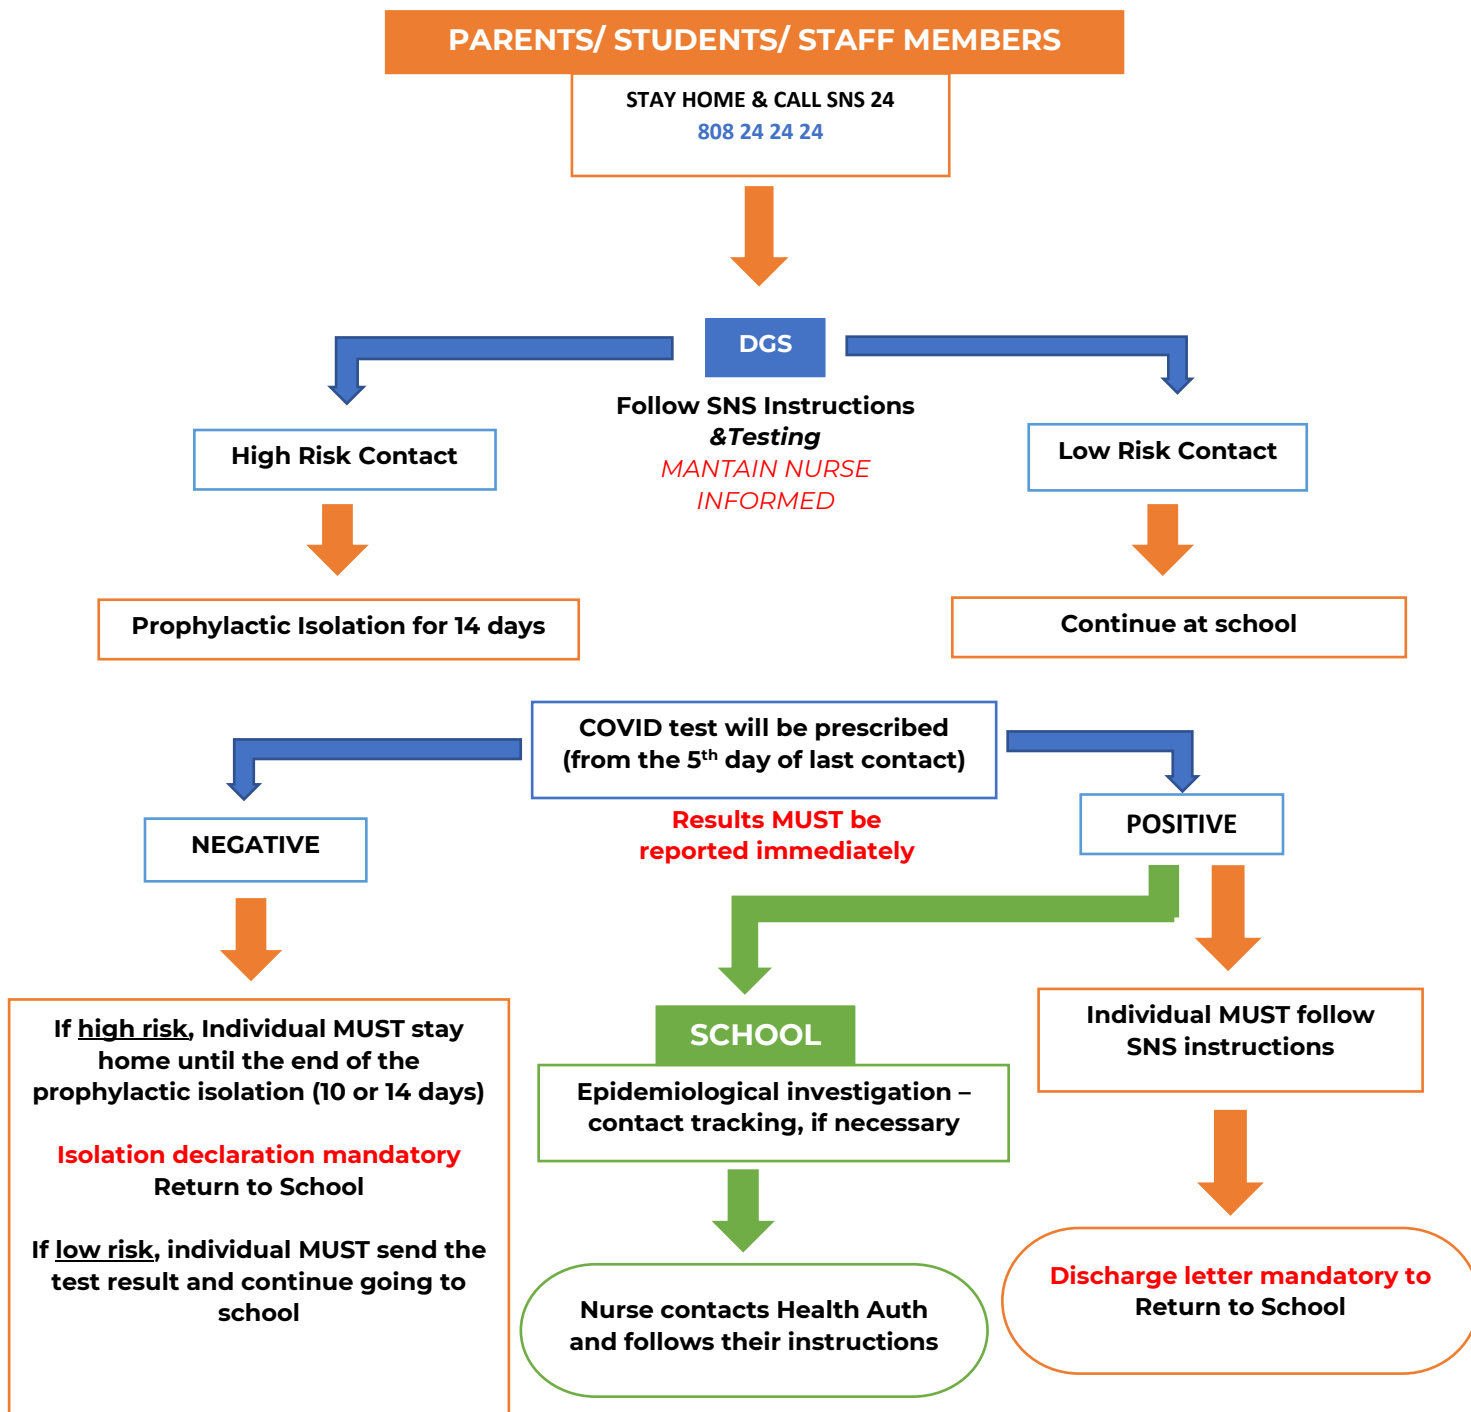 PARENTS/ STUDENTS/ STAFF MEMBERS
STAY HOME & CALL SNS 24
808 24 24 24
DGS
Follow SNS Instructions
&Testing
MANTAIN NURSE
INFORMED
High Risk Contact
Low Risk Contact
Prophylactic Isolation for 14 days
Continue at school
COVID test will be prescribed
(from the 5th day of last contact)
Results MUST be
reported immediately
NEGATIVE
POSITIVE
If high risk, Individual MUST stay
home until the end of the
prophylactic isolation (10 or 14 days)
Isolation declaration mandatory
Return to School
If low risk, individual MUST send the
test result and continue going to
school
SCHOOL
Epidemiological investigation –
contact tracking, if necessary
Nurse contacts Health Auth
and follows their instructions
Individual MUST follow
SNS instructions
Discharge letter mandatory to
Return to School